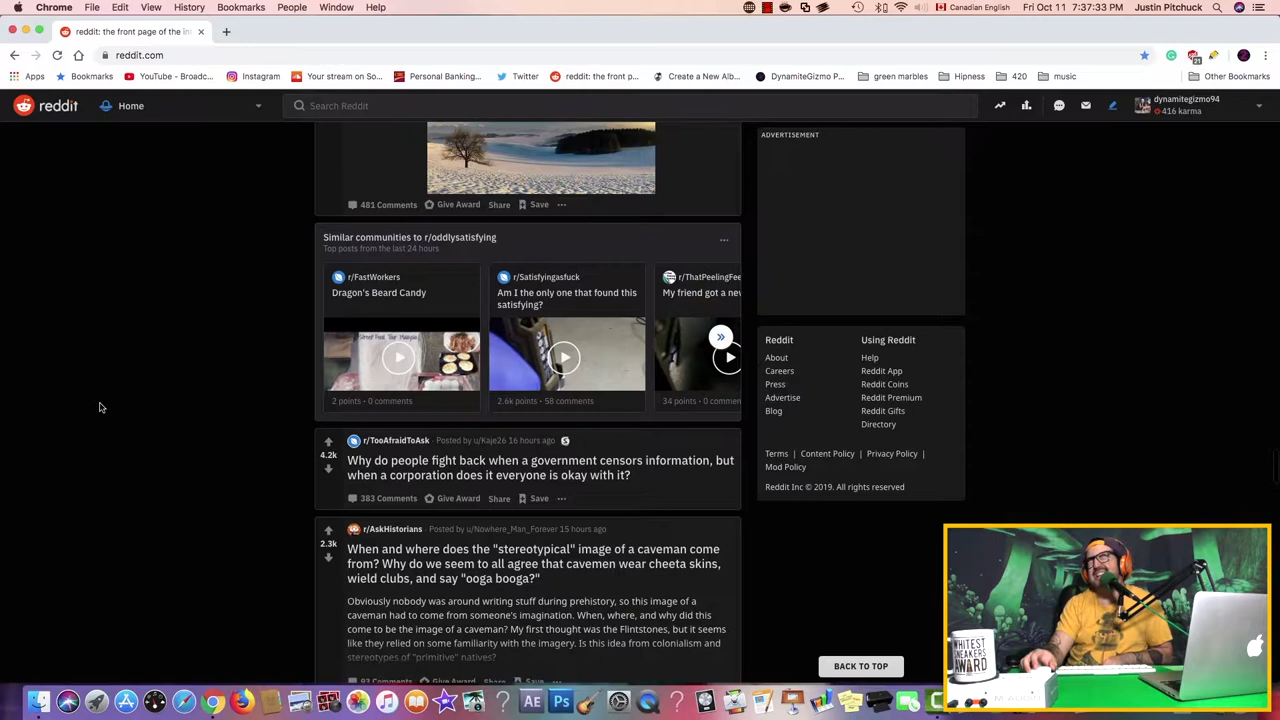 Chrome File Edit View History Bookmarks People Window Help Canadian English Fri Oct 11 7:37:33 PM Justin Pitchuck
reddit: the front page of the in
reddit.com
Apps Bookmarks YouTube - Broadc... Instagram Your stream on So... Personal Banking... Twitter reddit: the front p... Create a New Alb... DynamiteGizmo P... green marbles Hipness 420 music Other Bookmarks
reddit Home Search Reddit dynamitegizmo94
416 karma
ADVERTISEMENT
481 Comments Give Award Share Save
Similar communities to r/oddlysatisfying
Top posts from the last 24 hours
r/FastWorkers
Dragon's Beard Candy
2 points • 0 comments
r/Satisfyingasfuck
Am I the only one that found this
satisfying?
2.6k points • 58 comments
r/ThatPeelingFee
My friend got a new
34 points • 0 commen
r/TooAfraidToAsk • Posted by u/Kaje26 16 hours ago
4.2k
Why do people fight back when a government censors information, but
when a corporation does it everyone is okay with it?
383 Comments Give Award Share Save
r/AskHistorians • Posted by u/Nowhere_Man_Forever 15 hours ago
2.3k
When and where does the "stereotypical" image of a caveman come
from? Why do we seem to all agree that cavemen wear cheeta skins,
wield clubs, and say "ooga booga?"
Obviously nobody was around writing stuff during prehistory, so this image of a
caveman had to come from someone's imagination. When, where, and why did this
come to be the image of a caveman? My first thought was the Flintstones, but it seems
like they relied on some familiarity with the imagery. Is this idea from colonialism and
stereotypes of "primitive" natives?
93 Comments Give Award Share Save
Reddit
About
Careers
Press
Advertise
Blog
Using Reddit
Help
Reddit App
Reddit Coins
Reddit Premium
Reddit Gifts
Directory
Terms | Content Policy | Privacy Policy |
Mod Policy
Reddit Inc © 2019. All rights reserved
BACK TO TOP
WHITEST
SNEAKERS
AWARD
Ae Ps